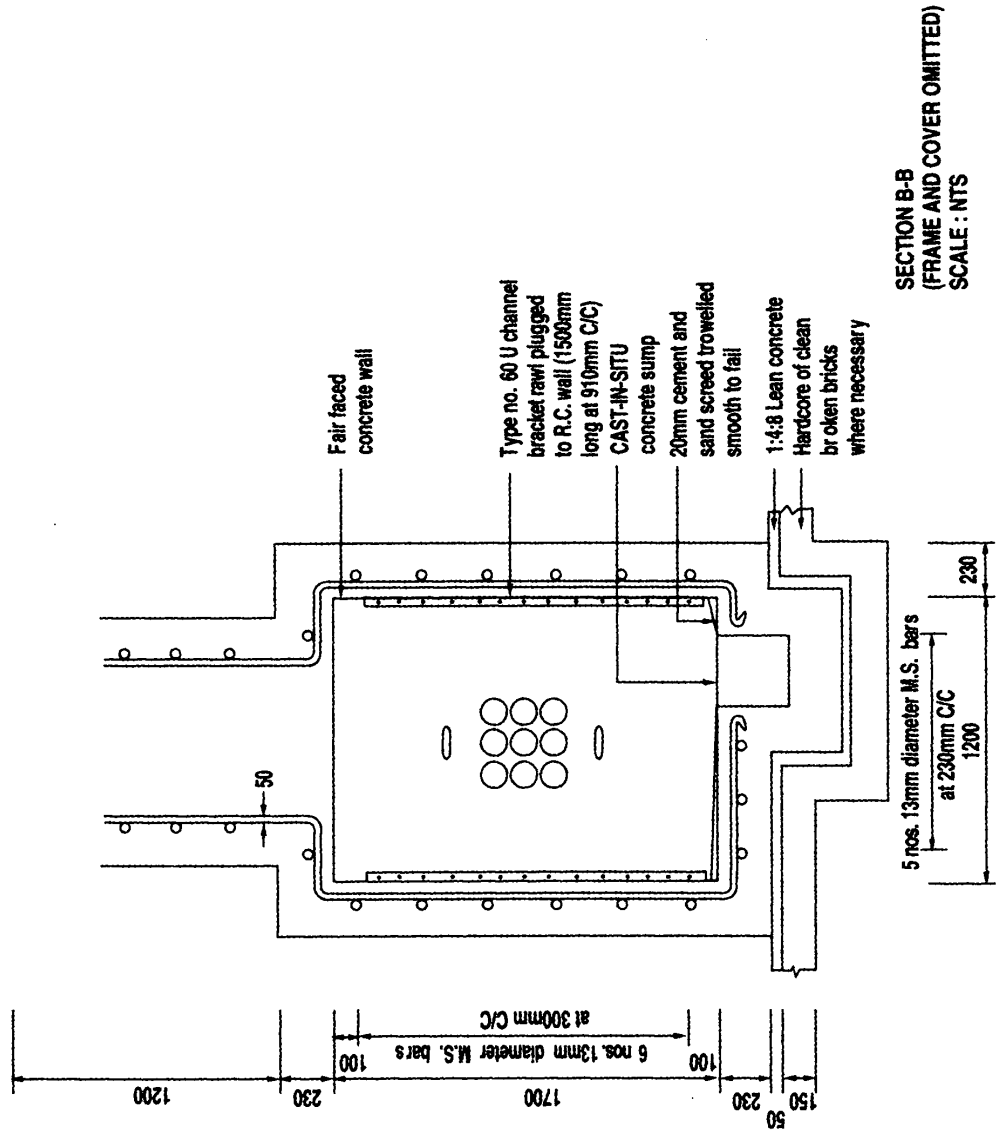 Fair faced
concrete wall
Type no. 60 U channel
bracket rawl plugged
to R.C. wall (1500mm
long at 910mm C/C)
CAST-IN-SITU
concrete sump
20mm cement and
sand screed trowelled
smooth to fail
1:4:8 Lean concrete
Hardcore of clean
br oken bricks
where necessary
50
1200
230
100
1700
6 nos. 13mm diameter M.S. bars
at 300mm C/C
100
230
50
150
5 nos. 13mm diameter M.S. bars
at 230mm C/C
1200
230
SECTION B-B
(FRAME AND COVER OMITTED)
SCALE : NTS